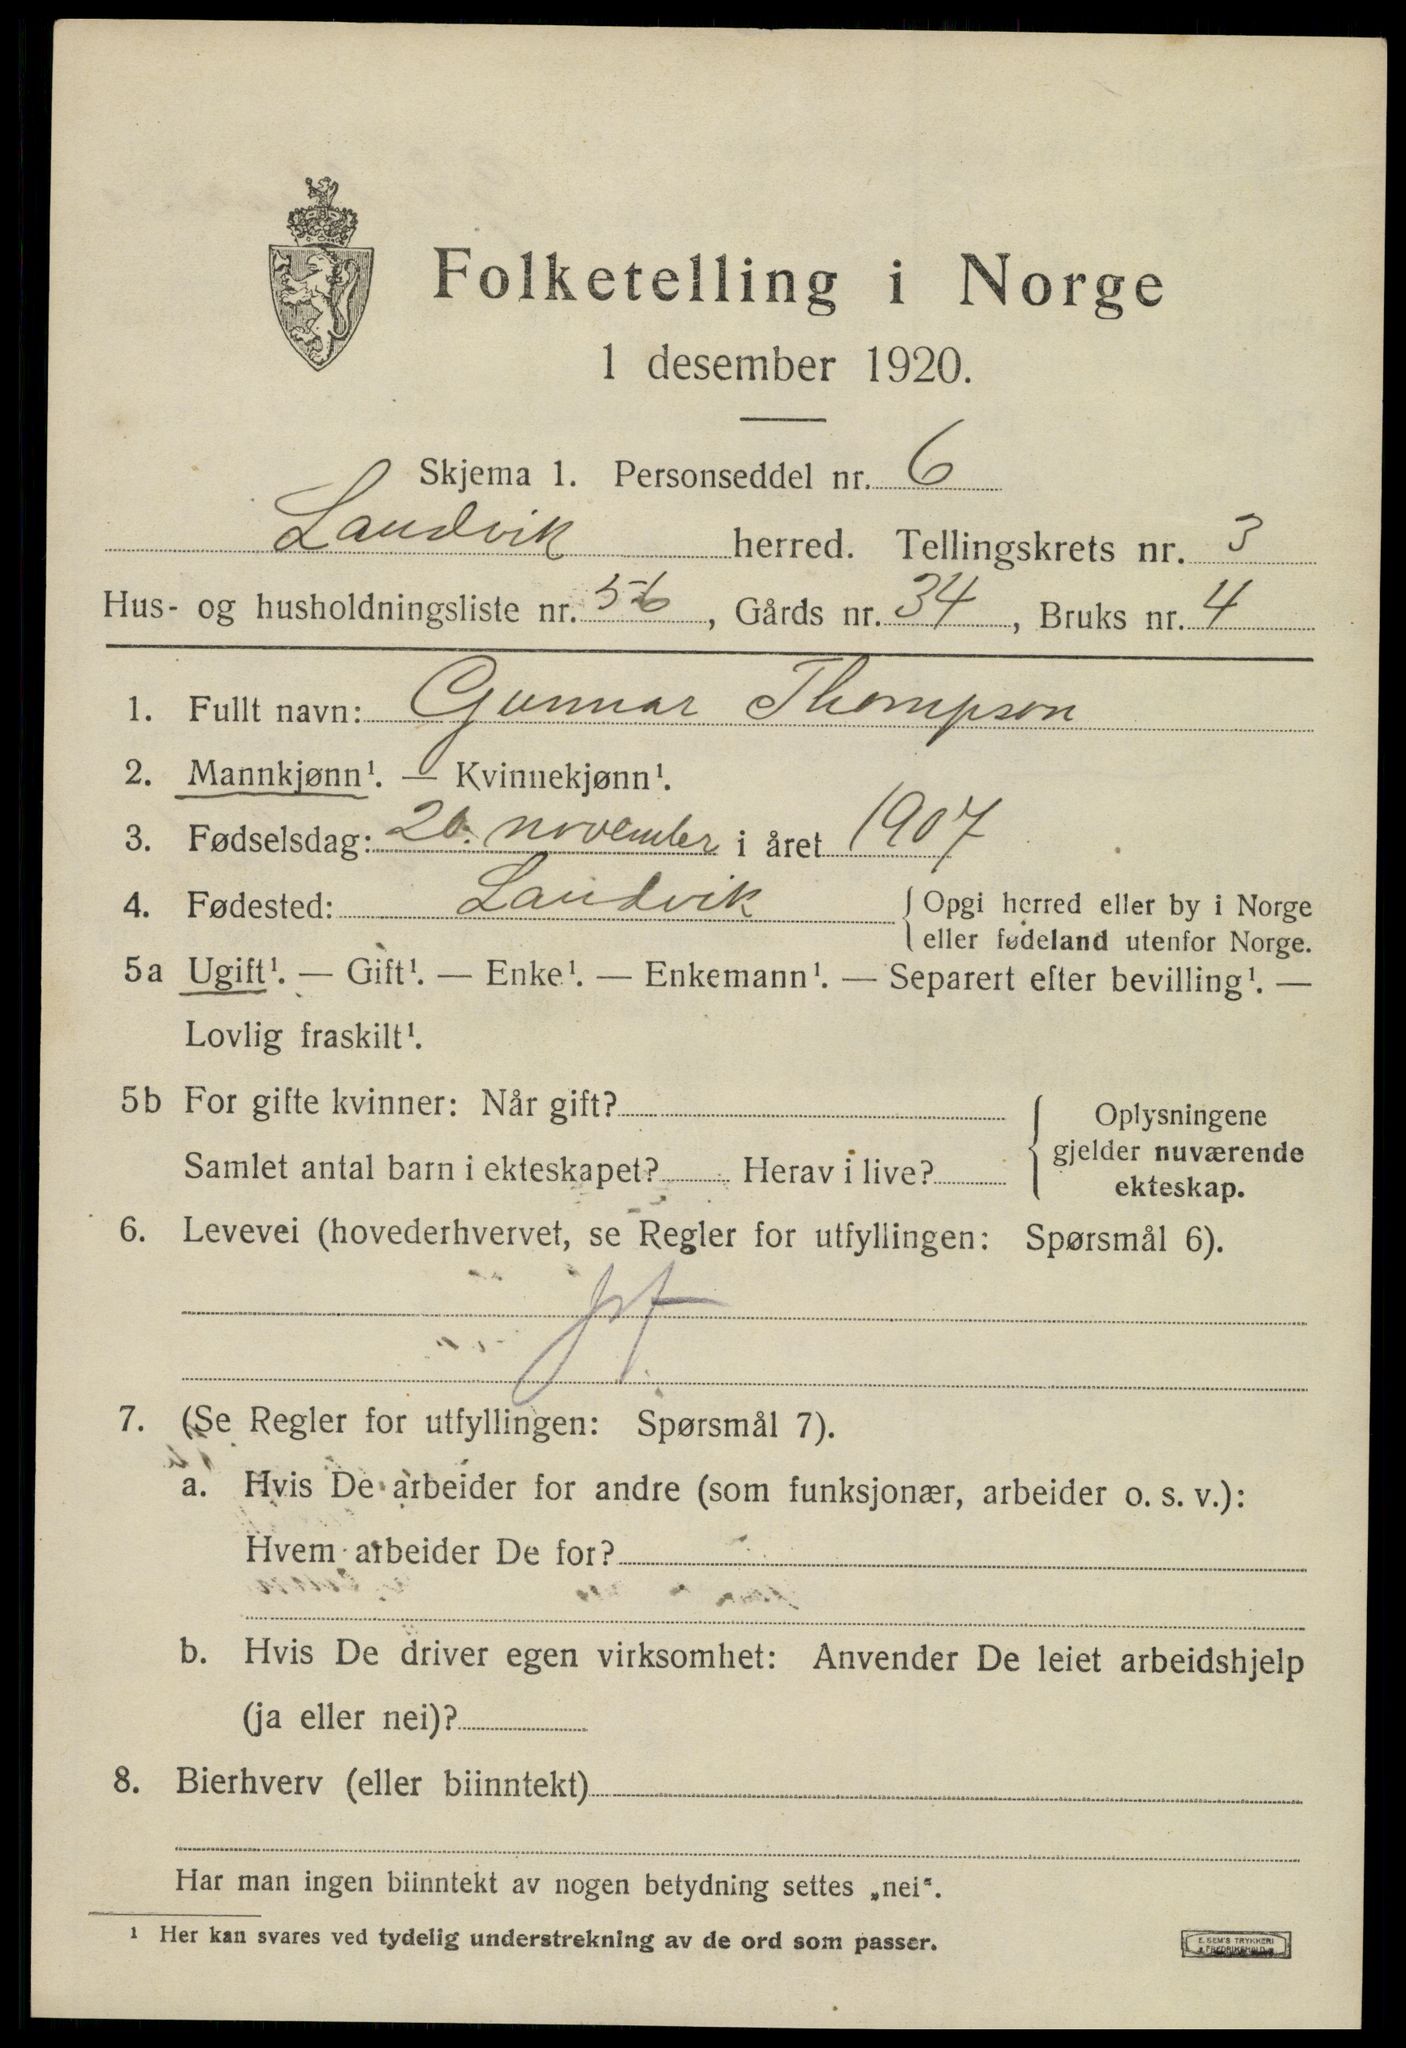 Folketelling i Norge
1 desember 1920.
Skjema 1. Personseddel nr. 6
Landvik herred. Tellingskrets nr. 3
Hus- og husholdningsliste nr. 56, Gårds nr. 34, Bruks nr. 4
1. Fullt navn: Gunnar Thompson
2. Mannkjønn¹. — Kvinnekjønn¹.
3. Fødselsdag: november i året 1907
4. Fødested: Landvik { Opgi herred eller by i Norge
eller fødeland utenfor Norge.
5a Ugift¹. — Gift¹. — Enke¹. — Enkemann¹. — Separert efter bevilling¹. —
Lovlig fraskilt¹.
5b For gifte kvinner: Når gift?
Samlet antal barn i ekteskapet? Herav i live?
{ Oplysningene
gjelder nuværende
ekteskap.
6. Levevei (hovederhvervet, se Regler for utfyllingen: Spørsmål 6).
7. (Se Regler for utfyllingen: Spørsmål 7).
a. Hvis De arbeider for andre (som funksjonær, arbeider o. s. v.):
Hvem arbeider De for?
b. Hvis De driver egen virksomhet: Anvender De leiet arbeidshjelp
(ja eller nei)?
8. Bierhverv (eller biinntekt)
Har man ingen biinntekt av nogen betydning settes „nei“.
¹ Her kan svares ved tydelig understrekning av de ord som passer.
E. SEM'S TRYKKERI
FREDRIKSHALD